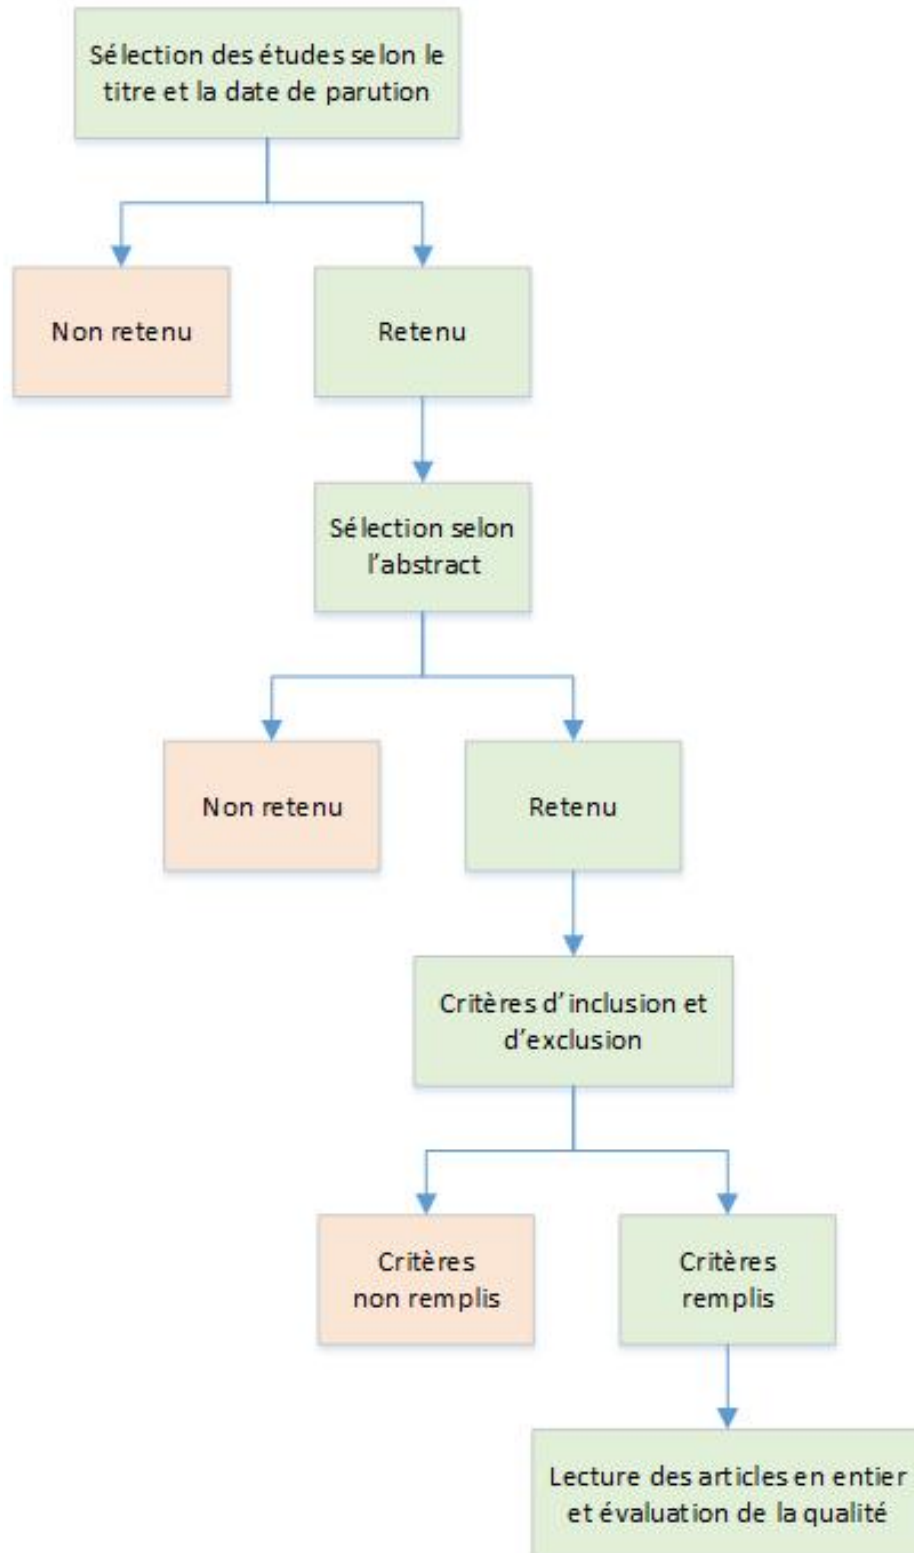 Sélection des études selon le
titre et la date de parution
Non retenu
Retenu
Sélection selon
l'abstract
Non retenu
Retenu
Critères d'inclusion et
d'exclusion
Critères
non remplis
Critères
remplis
Lecture des articles en entier
et évaluation de la qualité